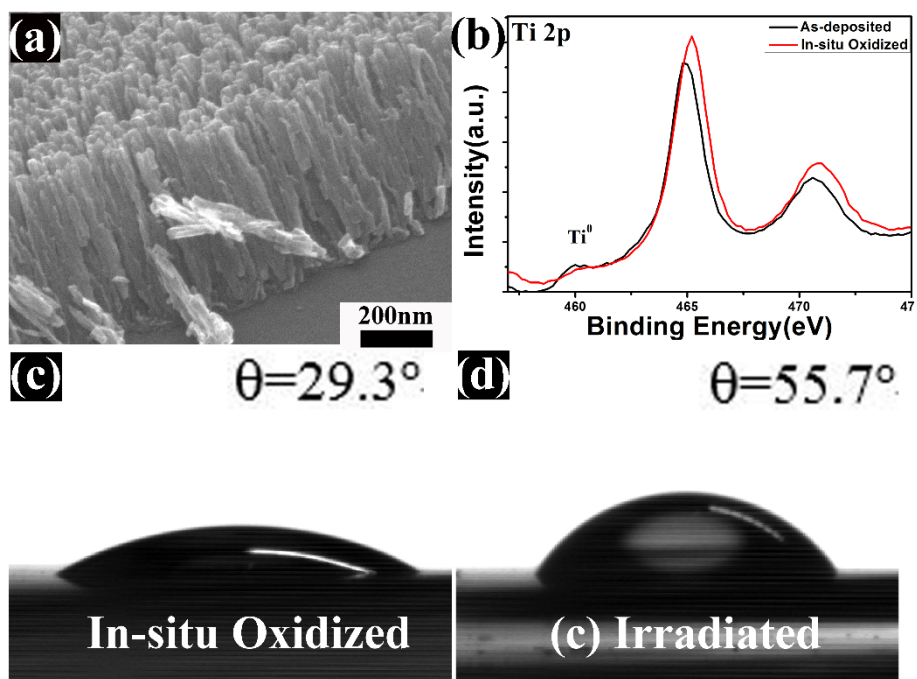 (a)
200nm
(b)
Ti 2p
As-deposited
In-situ Oxidized
Intensity(a.u.)
Ti⁰
460 465 470 47
Binding Energy(eV)
(c)
θ=29.3°
In-situ Oxidized
(d)
θ=55.7°
(c) Irradiated